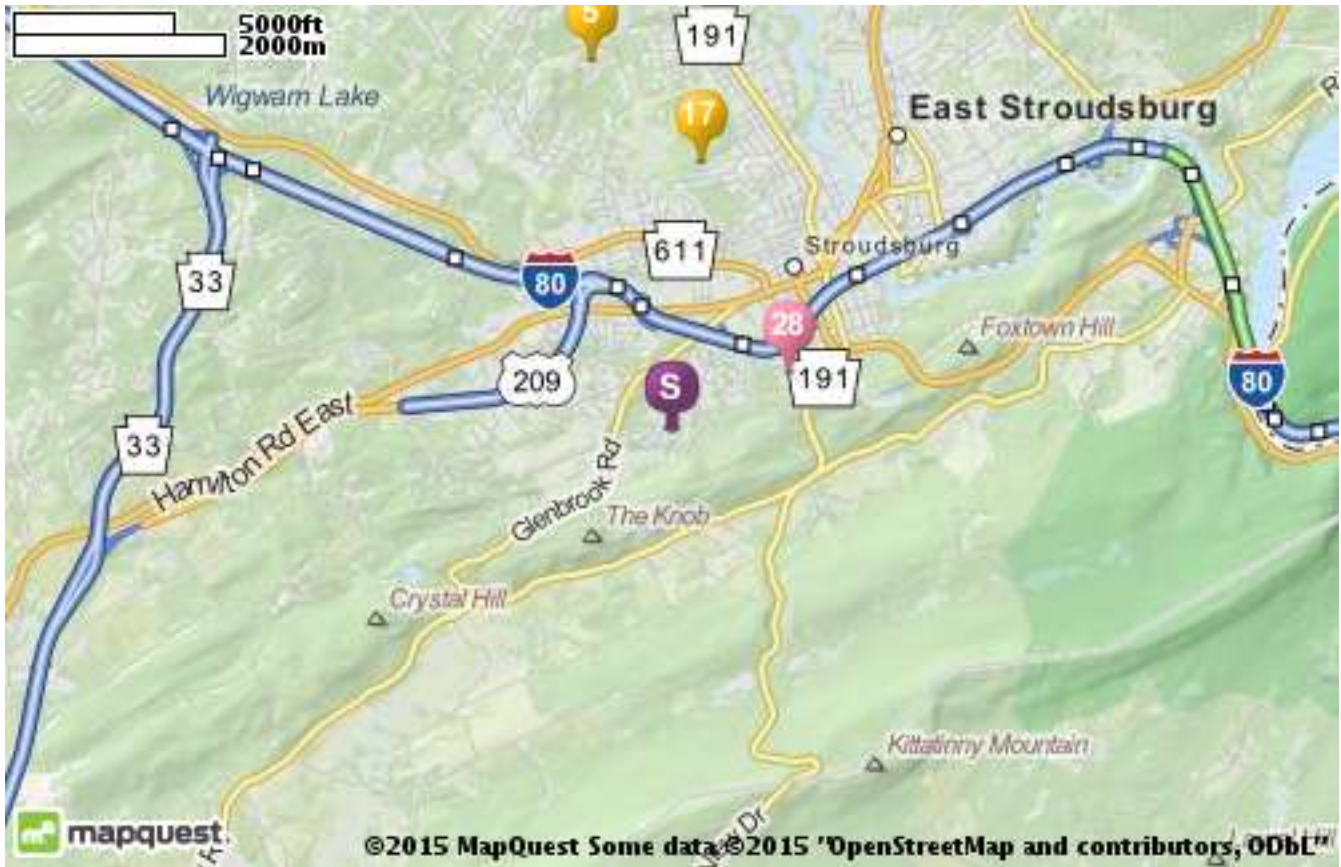 5000ft
2000m
5
191
Wigwam Lake
17
East Stroudsburg
611
Stroudsburg
33
80
28
Foxtown Hill
209
S
191
80
33
Hamilton Rd East
Glenbrook Rd
The Knob
Crystal Hill
Kittatinny Mountain
mapquest
©2015 MapQuest Some data ©2015 "OpenStreetMap and contributors, ODbL"